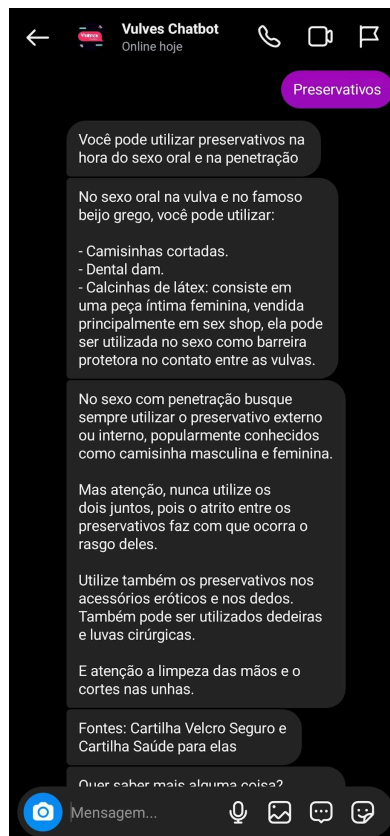 Vulves Chatbot
Online hoje
Preservativos
Você pode utilizar preservativos na
hora do sexo oral e na penetração
No sexo oral na vulva e no famoso
beijo grego, você pode utilizar:
- Camisinhas cortadas.
- Dental dam.
- Calcinhas de látex: consiste em
uma peça íntima feminina, vendida
principalmente em sex shop, ela pode
ser utilizada no sexo como barreira
protetora no contato entre as vulvas.
No sexo com penetração busque
sempre utilizar o preservativo externo
ou interno, popularmente conhecidos
como camisinha masculina e feminina.
Mas atenção, nunca utilize os
dois juntos, pois o atrito entre os
preservativos faz com que ocorra o
rasgo deles.
Utilize também os preservativos nos
acessórios eróticos e nos dedos.
Também pode ser utilizados dedeiras
e luvas cirúrgicas.
E atenção a limpeza das mãos e o
cortes nas unhas.
Fontes: Cartilha Velcro Seguro e
Cartilha Saúde para elas
Quer saber mais alguma coisa?
Mensagem...